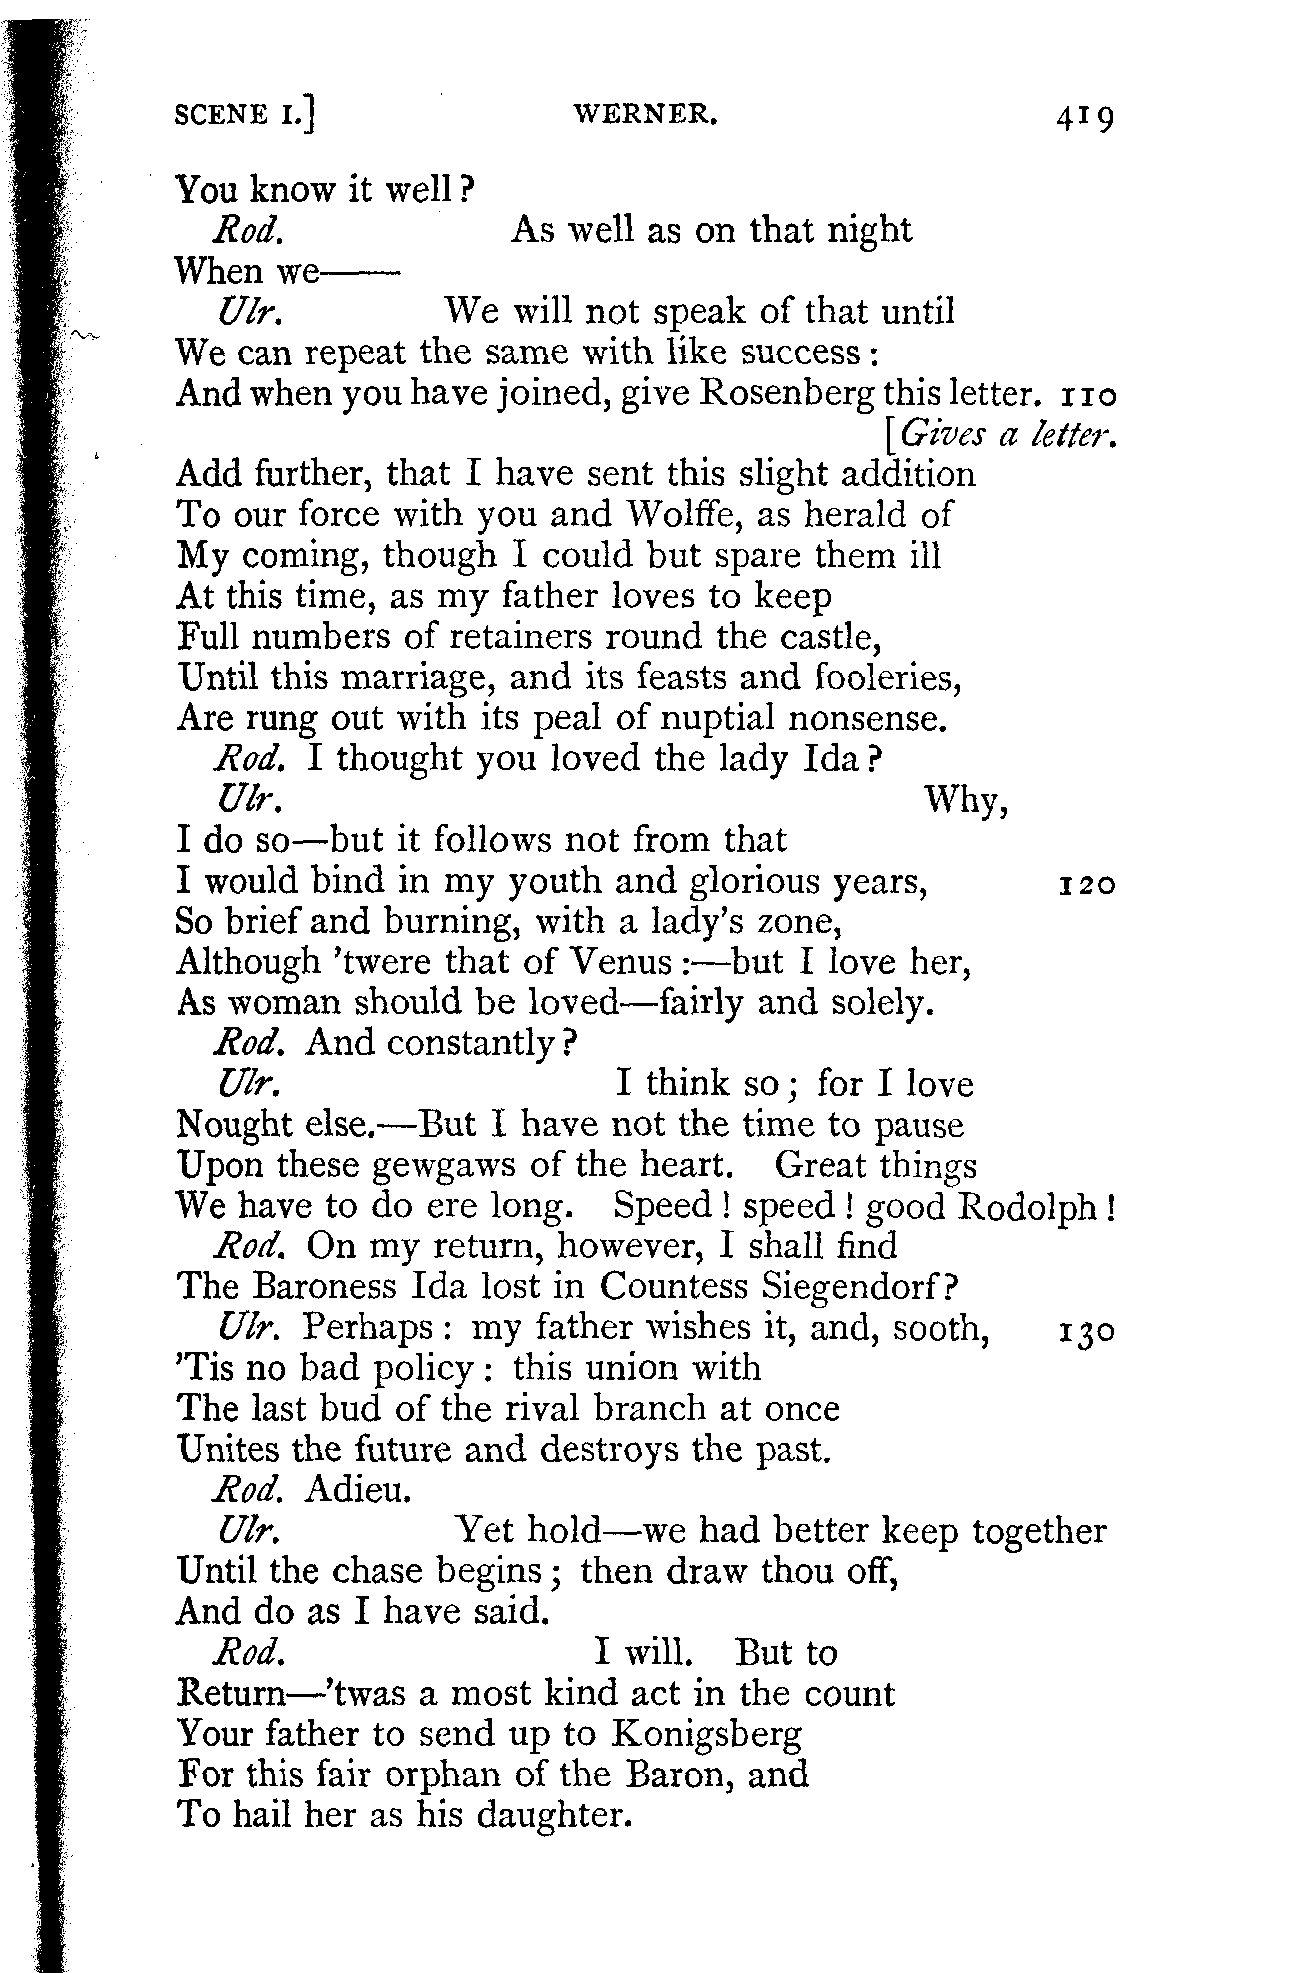 SCENE I.] WERNER. 419
You know it well?
Rod. As well as on that night
When we——
Ulr. We will not speak of that until
We can repeat the same with like success:
And when you have joined, give Rosenberg this letter. 110
[Gives a letter.
Add further, that I have sent this slight addition
To our force with you and Wolffe, as herald of
My coming, though I could but spare them ill
At this time, as my father loves to keep
Full numbers of retainers round the castle,
Until this marriage, and its feasts and fooleries,
Are rung out with its peal of nuptial nonsense.
Rod. I thought you loved the lady Ida?
Ulr. Why,
I do so—but it follows not from that
I would bind in my youth and glorious years, 120
So brief and burning, with a lady's zone,
Although 'twere that of Venus:—but I love her,
As woman should be loved—fairly and solely.
Rod. And constantly?
Ulr. I think so; for I love
Nought else.—But I have not the time to pause
Upon these gewgaws of the heart. Great things
We have to do ere long. Speed! speed! good Rodolph!
Rod. On my return, however, I shall find
The Baroness Ida lost in Countess Siegendorf?
Ulr. Perhaps: my father wishes it, and, sooth, 130
'Tis no bad policy: this union with
The last bud of the rival branch at once
Unites the future and destroys the past.
Rod. Adieu.
Ulr. Yet hold—we had better keep together
Until the chase begins; then draw thou off,
And do as I have said.
Rod. I will. But to
Return—'twas a most kind act in the count
Your father to send up to Konigsberg
For this fair orphan of the Baron, and
To hail her as his daughter.